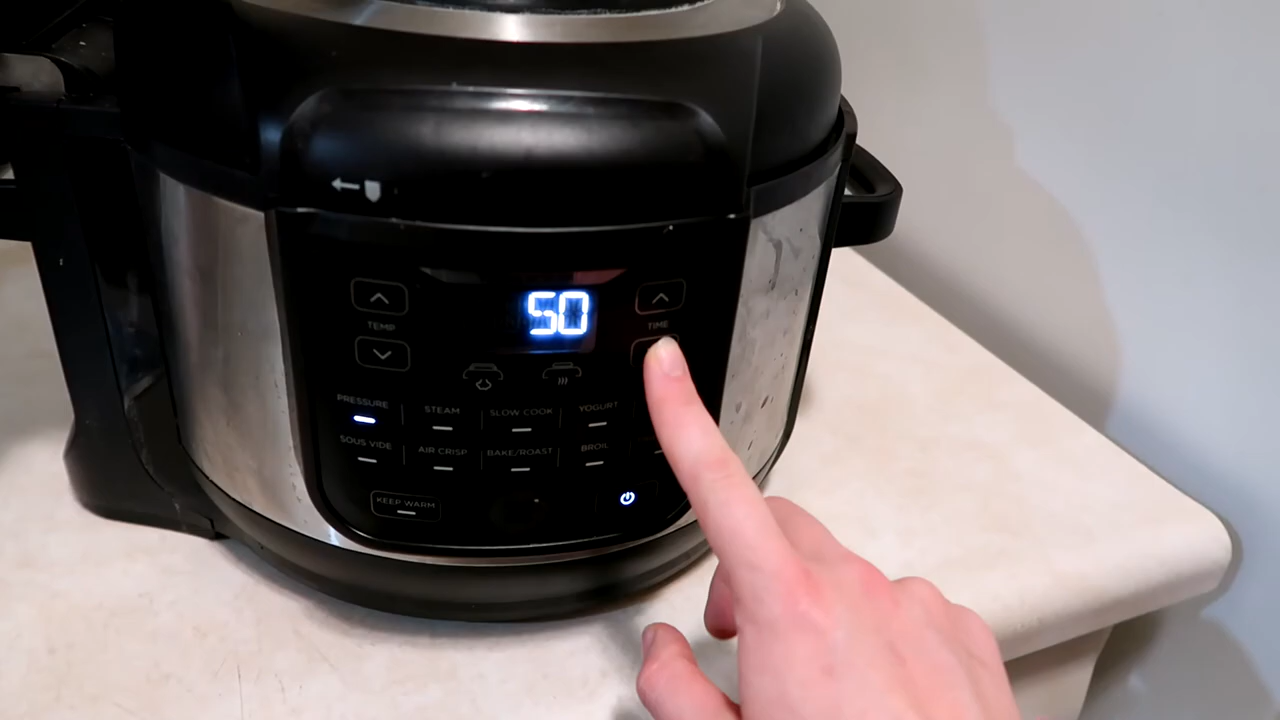 50
TEMP
TIME
PRESSURE STEAM SLOW COOK YOGURT
SOUS VIDE AIR CRISP BAKE/ROAST BROIL
KEEP WARM